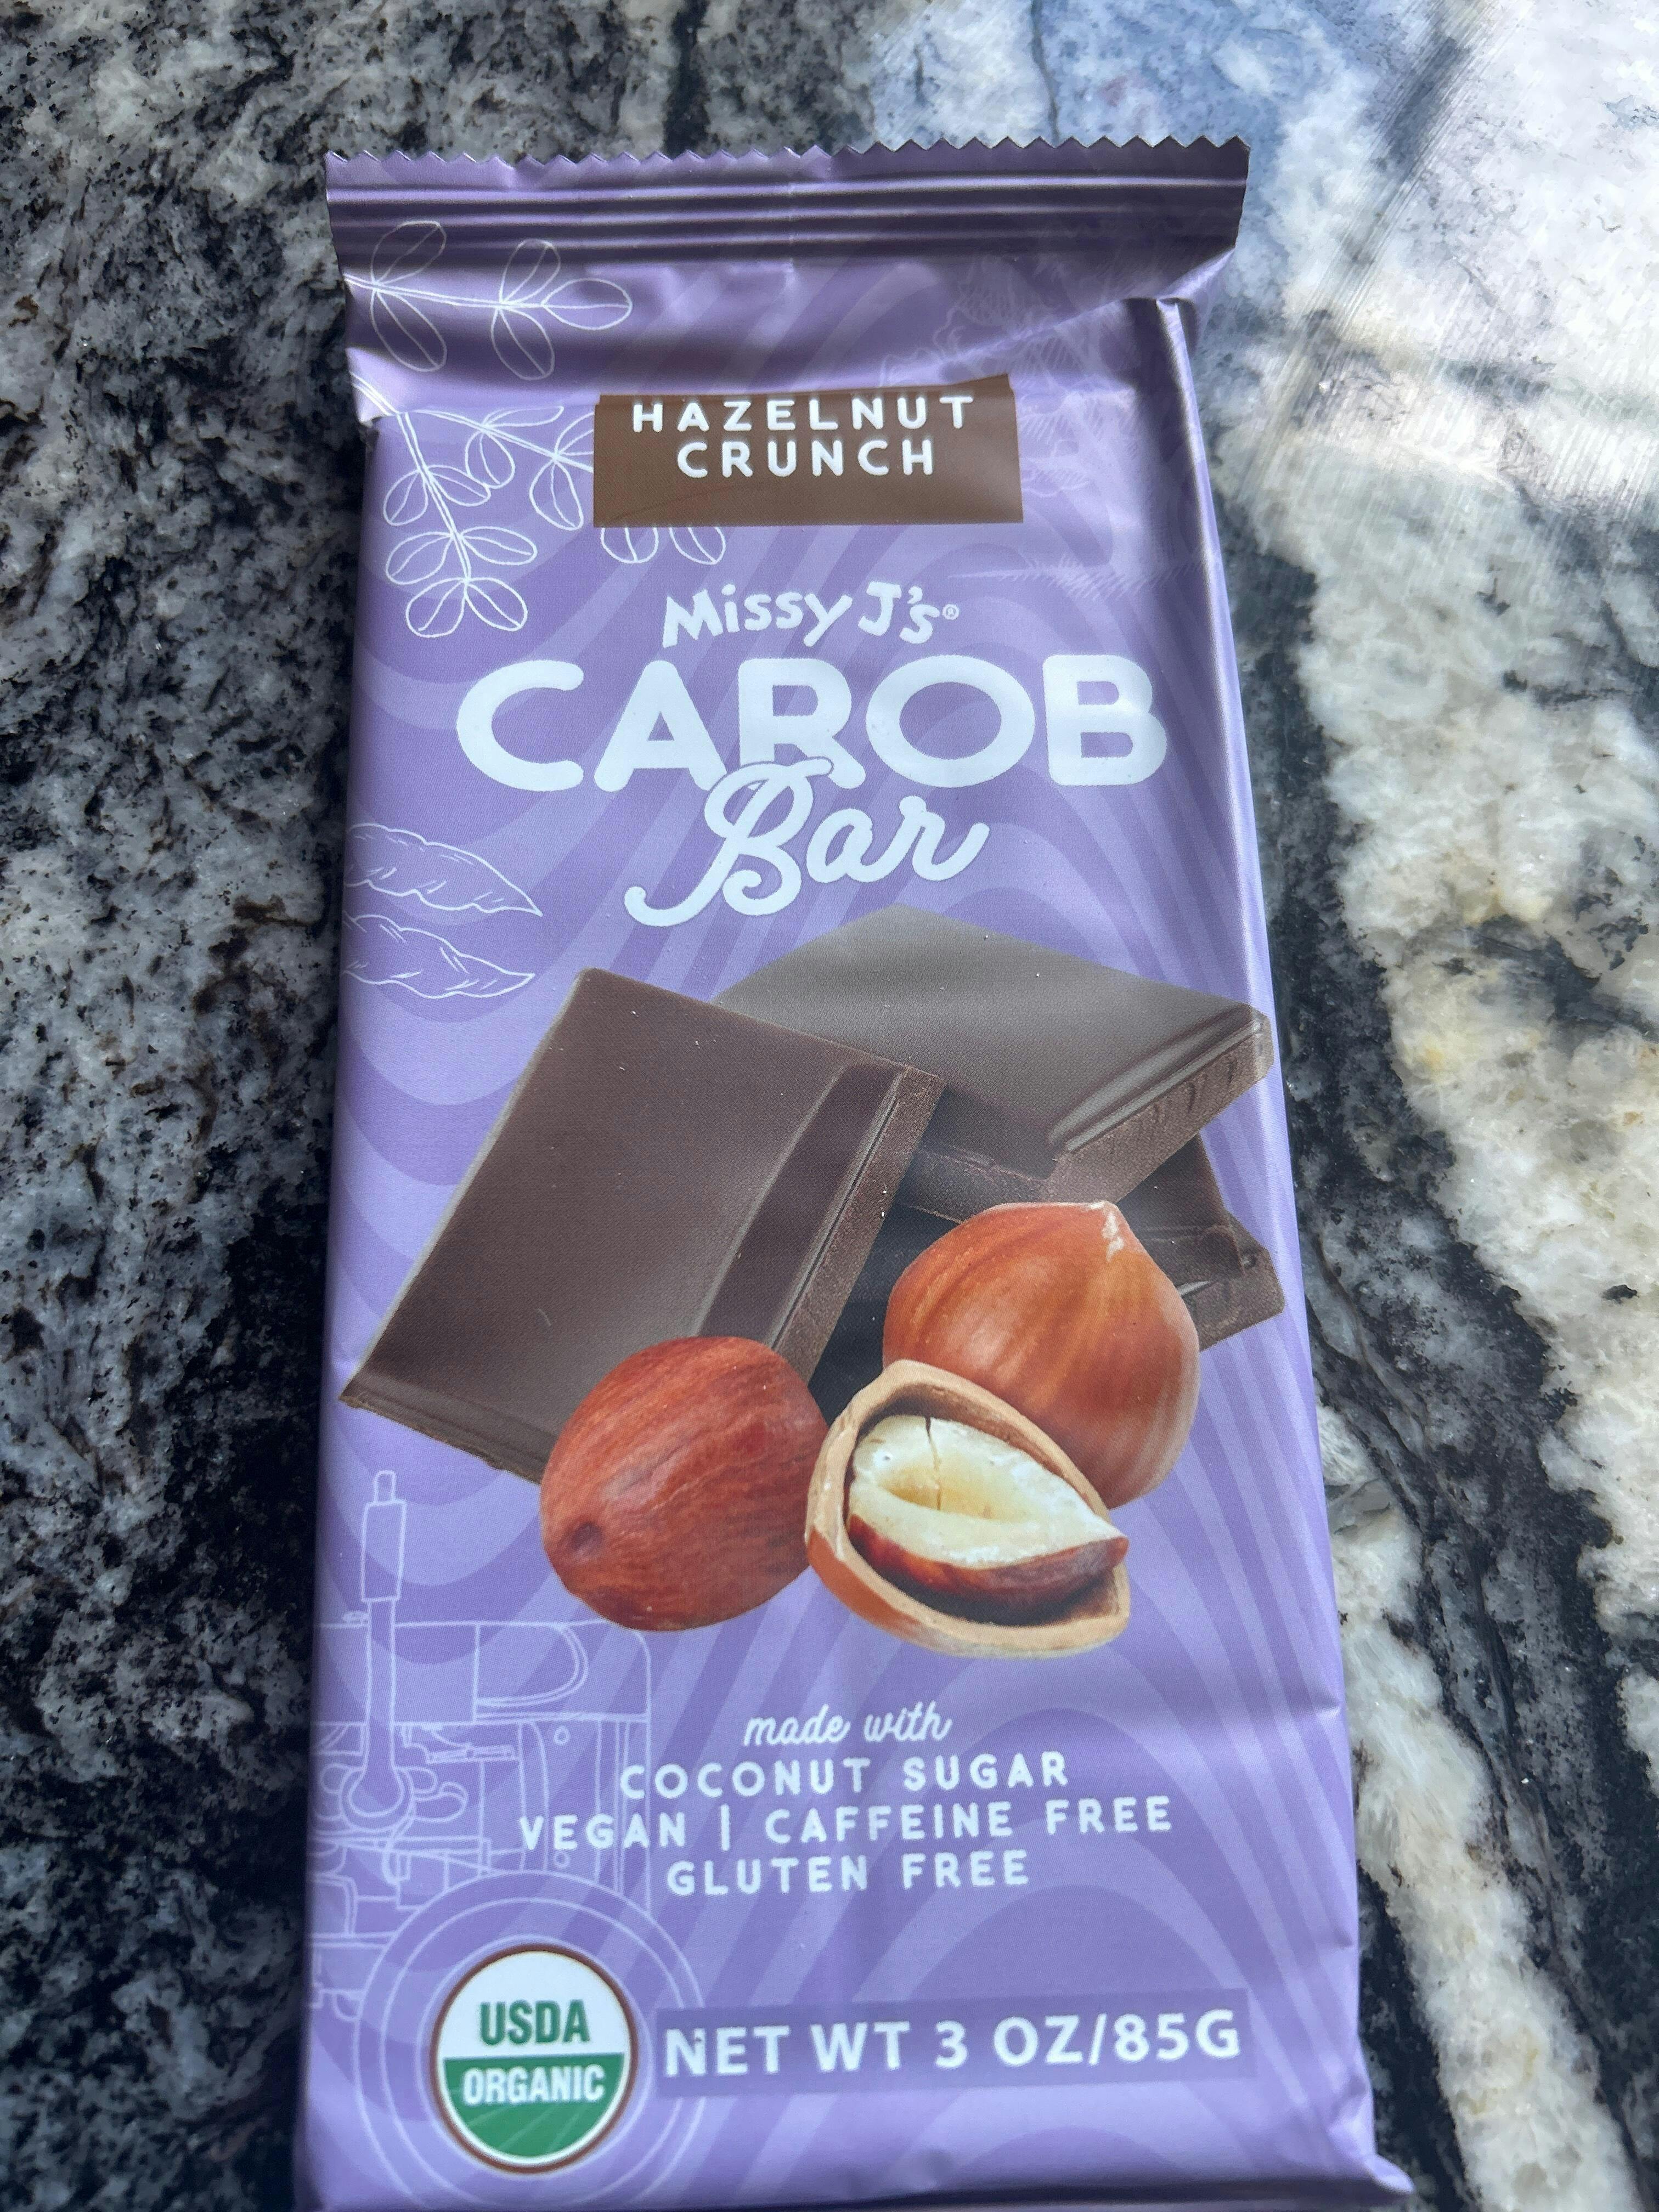 HAZELNUT
CRUNCH
Missy J's®
CAROB
Bar
made with
COCONUT SUGAR
VEGAN | CAFFEINE FREE
GLUTEN FREE
USDA
ORGANIC
NET WT 3 OZ/85G